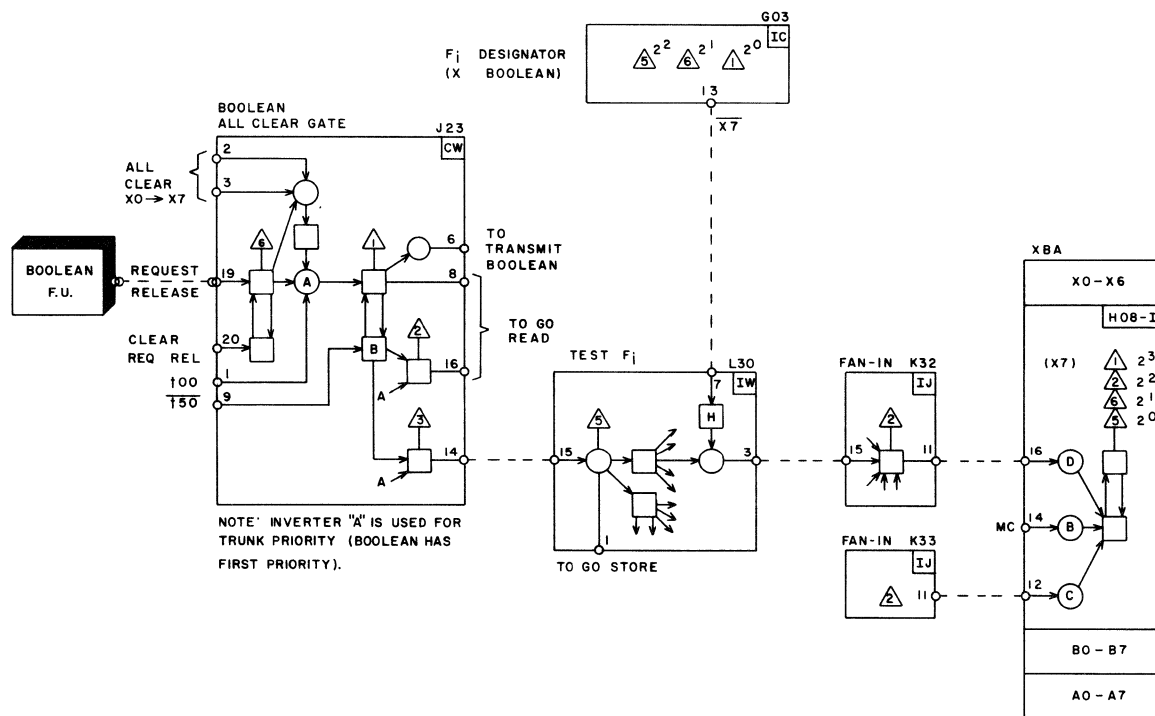 G03
IC
Fj DESIGNATOR
(X BOOLEAN)
5 2^2 6 2^1 1 2^0
13
X7
BOOLEAN
ALL CLEAR GATE
J23
CW
2
3
ALL
CLEAR
X0→X7
6
1
6
TO
TRANSMIT
BOOLEAN
BOOLEAN
F.U.
REQUEST
RELEASE
19
A
8
TO GO
READ
CLEAR
REQ REL
20
B
2
16
A
t00
1
t50
9
3
14
A
NOTE' INVERTER "A" IS USED FOR
TRUNK PRIORITY (BOOLEAN HAS
FIRST PRIORITY).
TEST Fj
L30
IW
7
H
5
15
3
1
TO GO STORE
FAN-IN K32
IJ
2
15
11
FAN-IN K33
IJ
2
11
XBA
X0-X6
H08-I
(X7)
1 2^3
2 2^2
6 2^1
5 2^0
16
D
MC
14
B
12
C
B0-B7
A0-A7